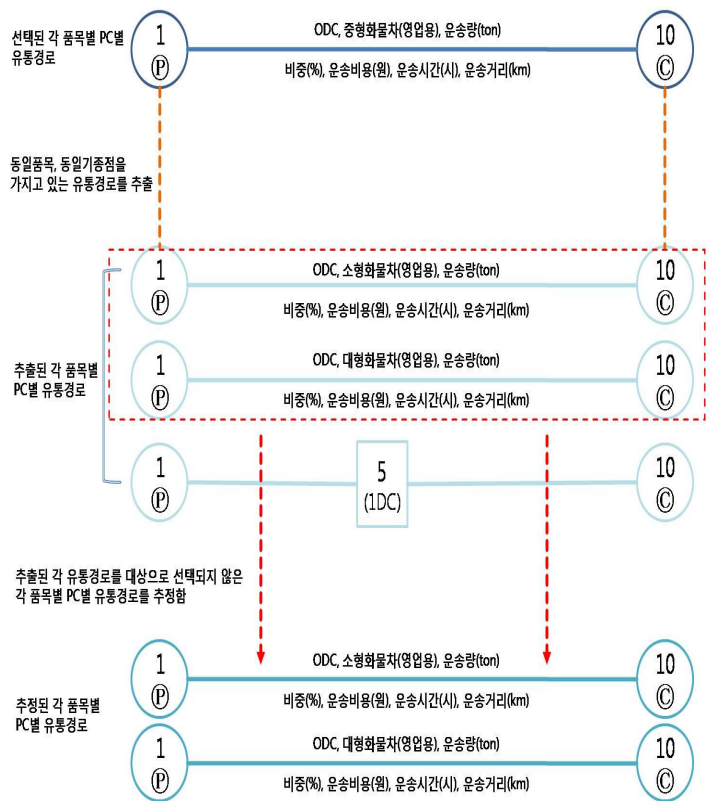 선택된 각 품목별 PC별
유통경로
1
Ⓟ
ODC, 중형화물차(영업용), 운송량(ton)
비중(%), 운송비용(원), 운송시간(시), 운송거리(km)
10
Ⓒ
동일품목, 동일기종점을
가지고 있는 유통경로를 추출
추출된 각 품목별
PC별 유통경로
1
Ⓟ
ODC, 소형화물차(영업용), 운송량(ton)
비중(%), 운송비용(원), 운송시간(시), 운송거리(km)
10
Ⓒ
1
Ⓟ
ODC, 대형화물차(영업용), 운송량(ton)
비중(%), 운송비용(원), 운송시간(시), 운송거리(km)
10
Ⓒ
1
Ⓟ
5
(1DC)
10
Ⓒ
추출된 각 유통경로를 대상으로 선택되지 않은
각 품목별 PC별 유통경로를 추정함
추정된 각 품목별
PC별 유통경로
1
Ⓟ
ODC, 소형화물차(영업용), 운송량(ton)
비중(%), 운송비용(원), 운송시간(시), 운송거리(km)
10
Ⓒ
1
Ⓟ
ODC, 대형화물차(영업용), 운송량(ton)
비중(%), 운송비용(원), 운송시간(시), 운송거리(km)
10
Ⓒ